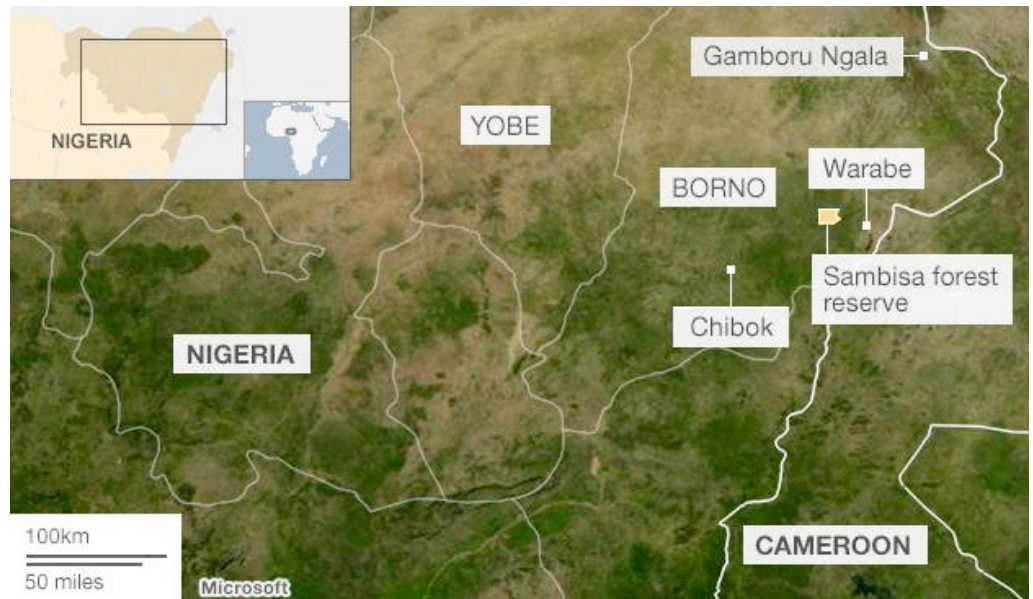 NIGERIA
YOBE
Gamboru Ngala
BORNO
Warabe
Sambisa forest
reserve
Chibok
NIGERIA
CAMEROON
100km
50 miles
Microsoft